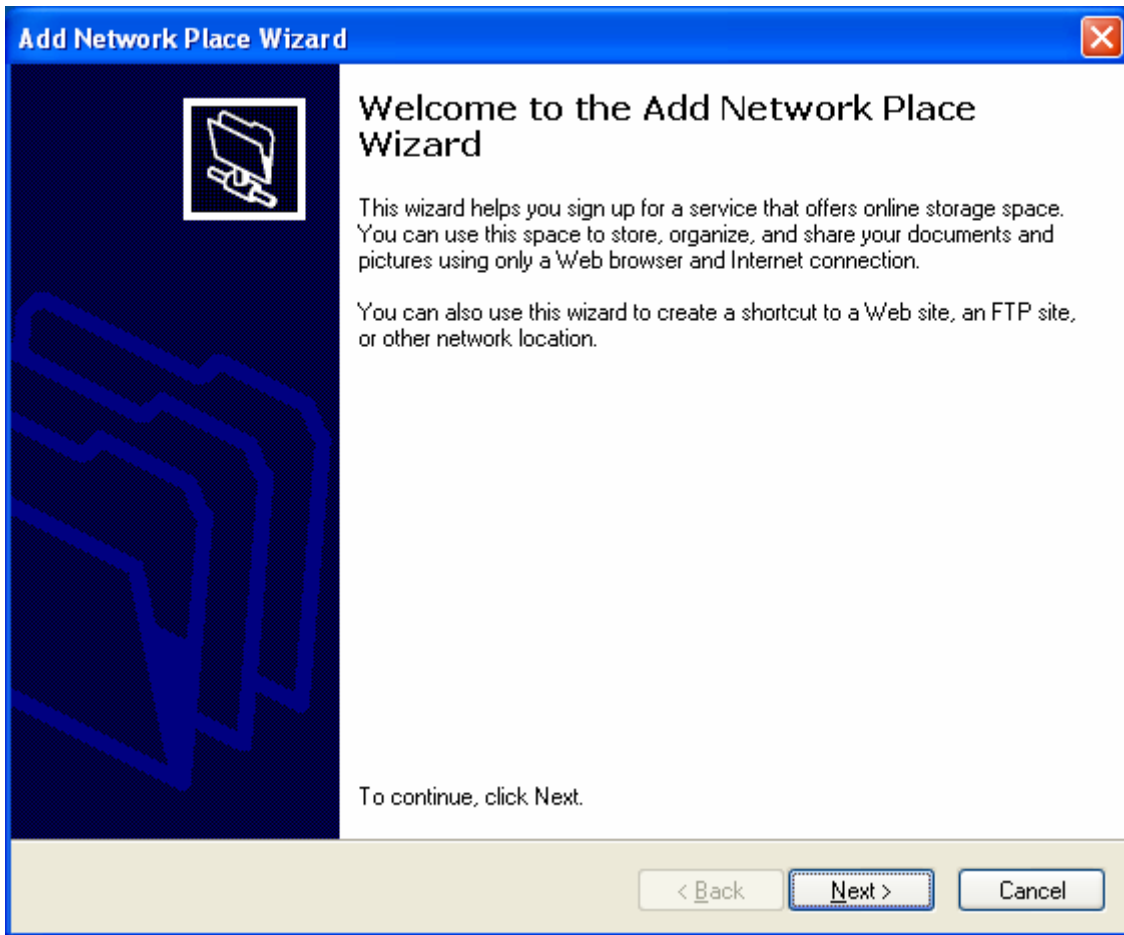 Add Network Place Wizard
Welcome to the Add Network Place
Wizard
This wizard helps you sign up for a service that offers online storage space.
You can use this space to store, organize, and share your documents and
pictures using only a Web browser and Internet connection.
You can also use this wizard to create a shortcut to a Web site, an FTP site,
or other network location.
To continue, click Next.
< Back
Next >
Cancel